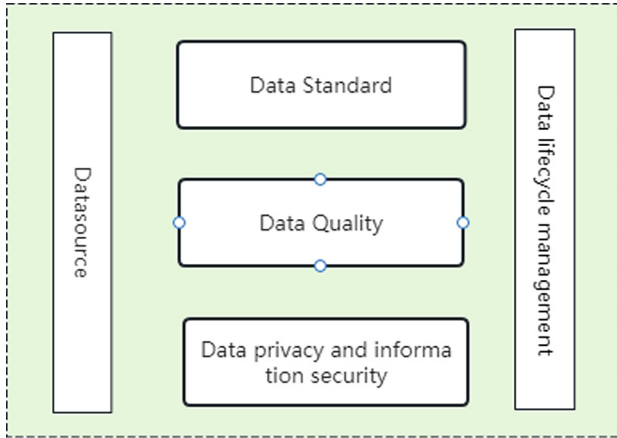 Datasource
Data Standard
Data Quality
Data privacy and informa
tion security
Data lifecycle management